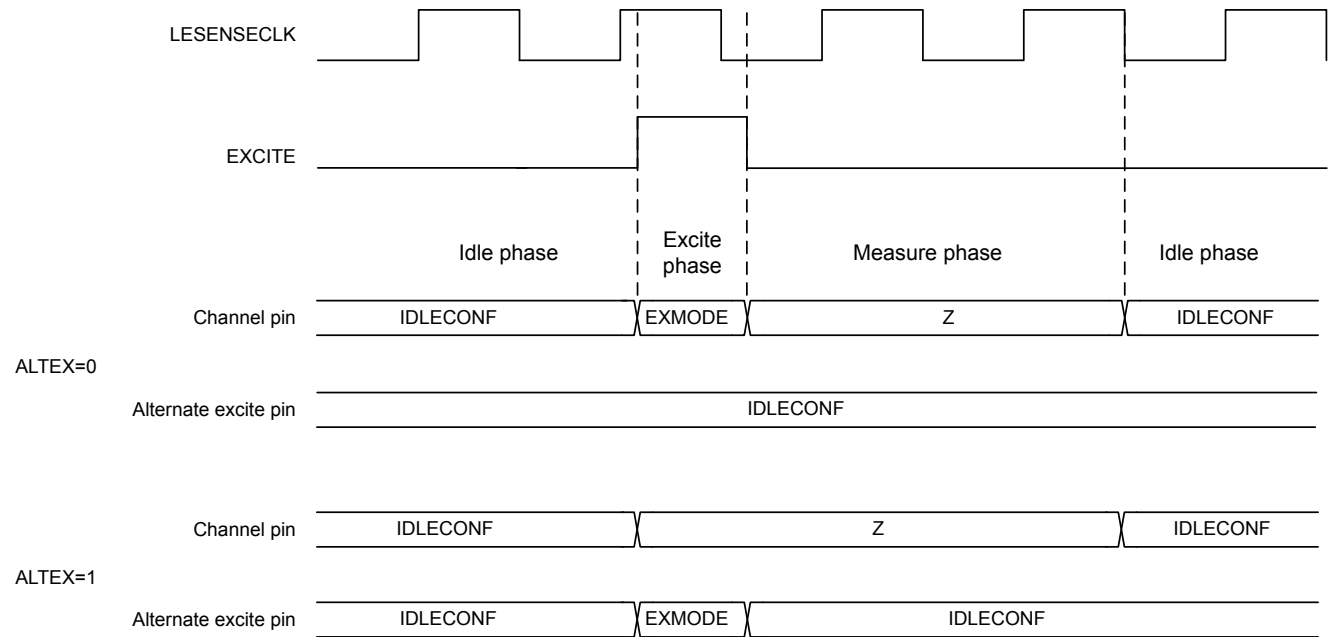 LESENSECLK
EXCITE
Idle phase
Excite
phase
Measure phase
Idle phase
Channel pin
IDLECONF
EXMODE
Z
IDLECONF
ALTEX=0
Alternate excite pin
IDLECONF
Channel pin
IDLECONF
Z
IDLECONF
ALTEX=1
Alternate excite pin
IDLECONF
EXMODE
IDLECONF